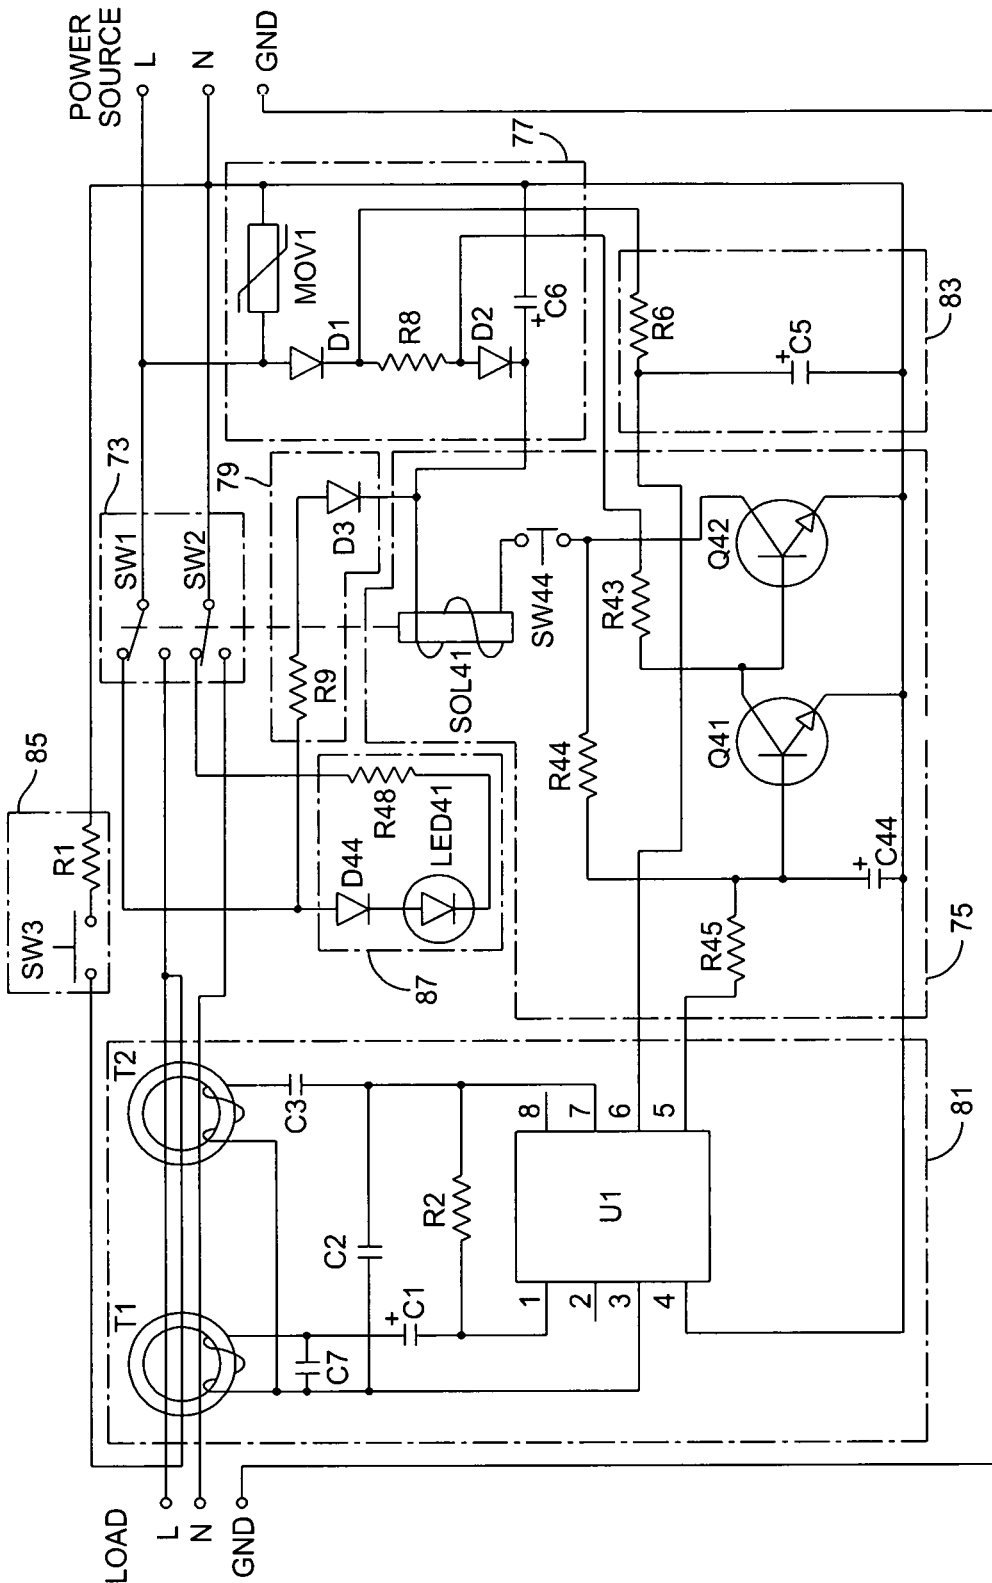 LOAD
L
N
GND
T1
T2
C7
C1
C2
C3
R2
1
2
3
4
U1
8
7
6
5
81
SW3
R1
85
87
D44
LED41
R48
R9
79
D3
73
SW1
SW2
SOL41
SW44
R44
R45
C44
+
Q41
R43
Q42
75
POWER
SOURCE
L
N
GND
MOV1
D1
R8
D2
+
C6
77
R6
+
C5
83
+